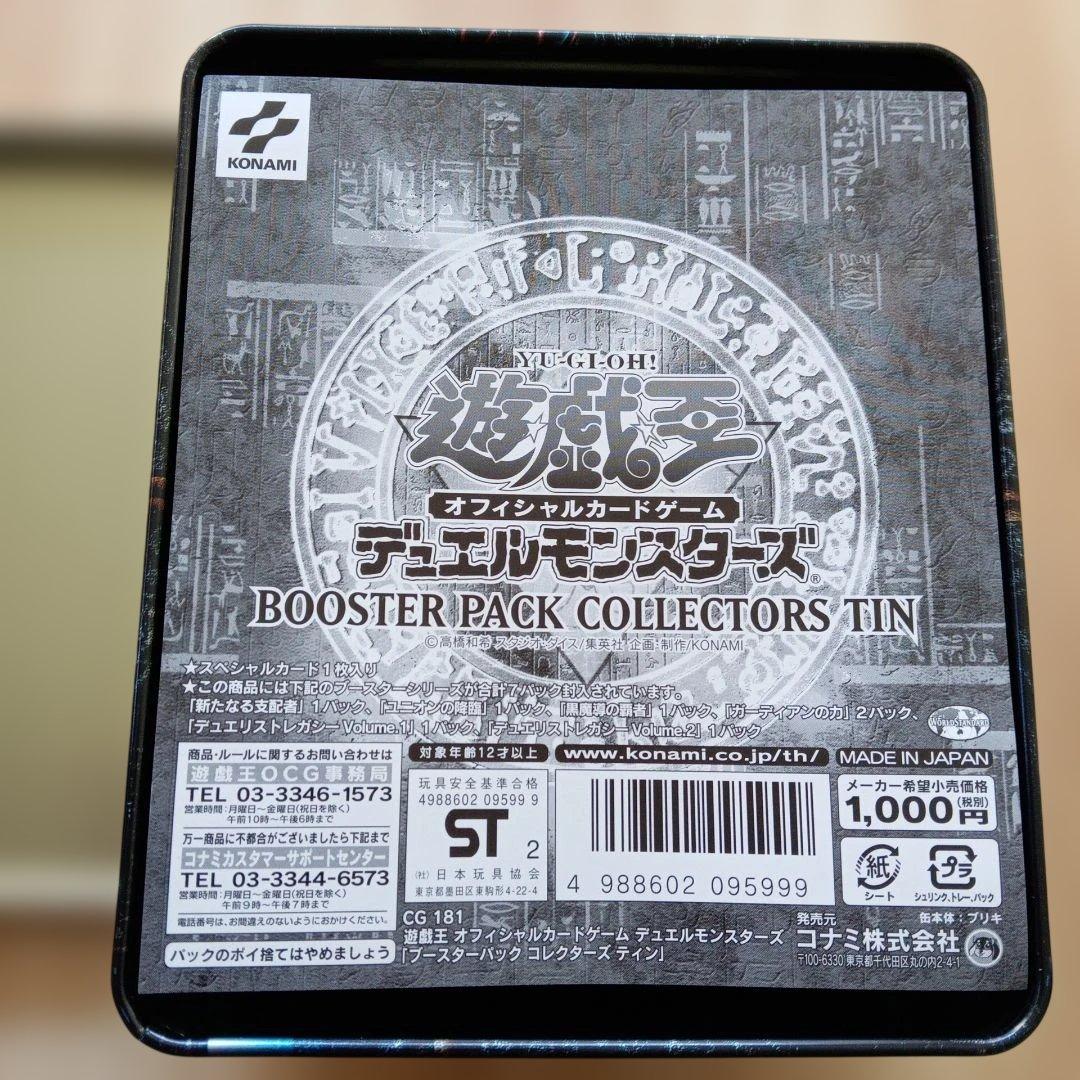 KONAMI
YU-GI-OH!
遊戯王
オフィシャルカードゲーム
デュエルモンスターズ®
BOOSTER PACK COLLECTORS TIN
©高橋和希 スタジオ・ダイス/集英社 企画・制作/KONAMI
★スペシャルカード1枚入り
★この商品には下記のブースターシリーズが合計7パック封入されています。
「新たなる支配者」1パック、「ユニオンの降臨」1パック、「黒魔導の覇者」1パック、「ガーディアンの力」2パック、
「デュエリストレガシー Volume.1」1パック、「デュエリストレガシー Volume.2」1パック
WORLD STANDARD
商品・ルールに関するお問い合わせは
遊戯王OCG事務局
TEL 03-3346-1573
営業時間:月曜日~金曜日(祝日を除く)
午前10時~午後6時まで
万一商品に不都合がございましたら下記まで
コナミカスタマーサポートセンター
TEL 03-3344-6573
営業時間:月曜日~金曜日(祝日を除く)
午前9時~午後7時まで
電話番号は、お間違えのないようにおかけください。
パックのポイ捨てはやめましょう
対象年齢12才以上
www.konami.co.jp/th/
MADE IN JAPAN
玩具安全基準合格
4988602 09599 9
ST 2
(社)日本玩具協会
東京都墨田区東駒形4-22-4
4 988602 095999
メーカー希望小売価格
1,000円(税別)
紙
シート
プラ
シュリンク、トレー、パック
CG 181
遊戯王 オフィシャルカードゲーム デュエルモンスターズ
「ブースターパック コレクターズ ティン」
発売元
缶本体:ブリキ
コナミ株式会社
〒100-6330 東京都千代田区丸の内2-4-1